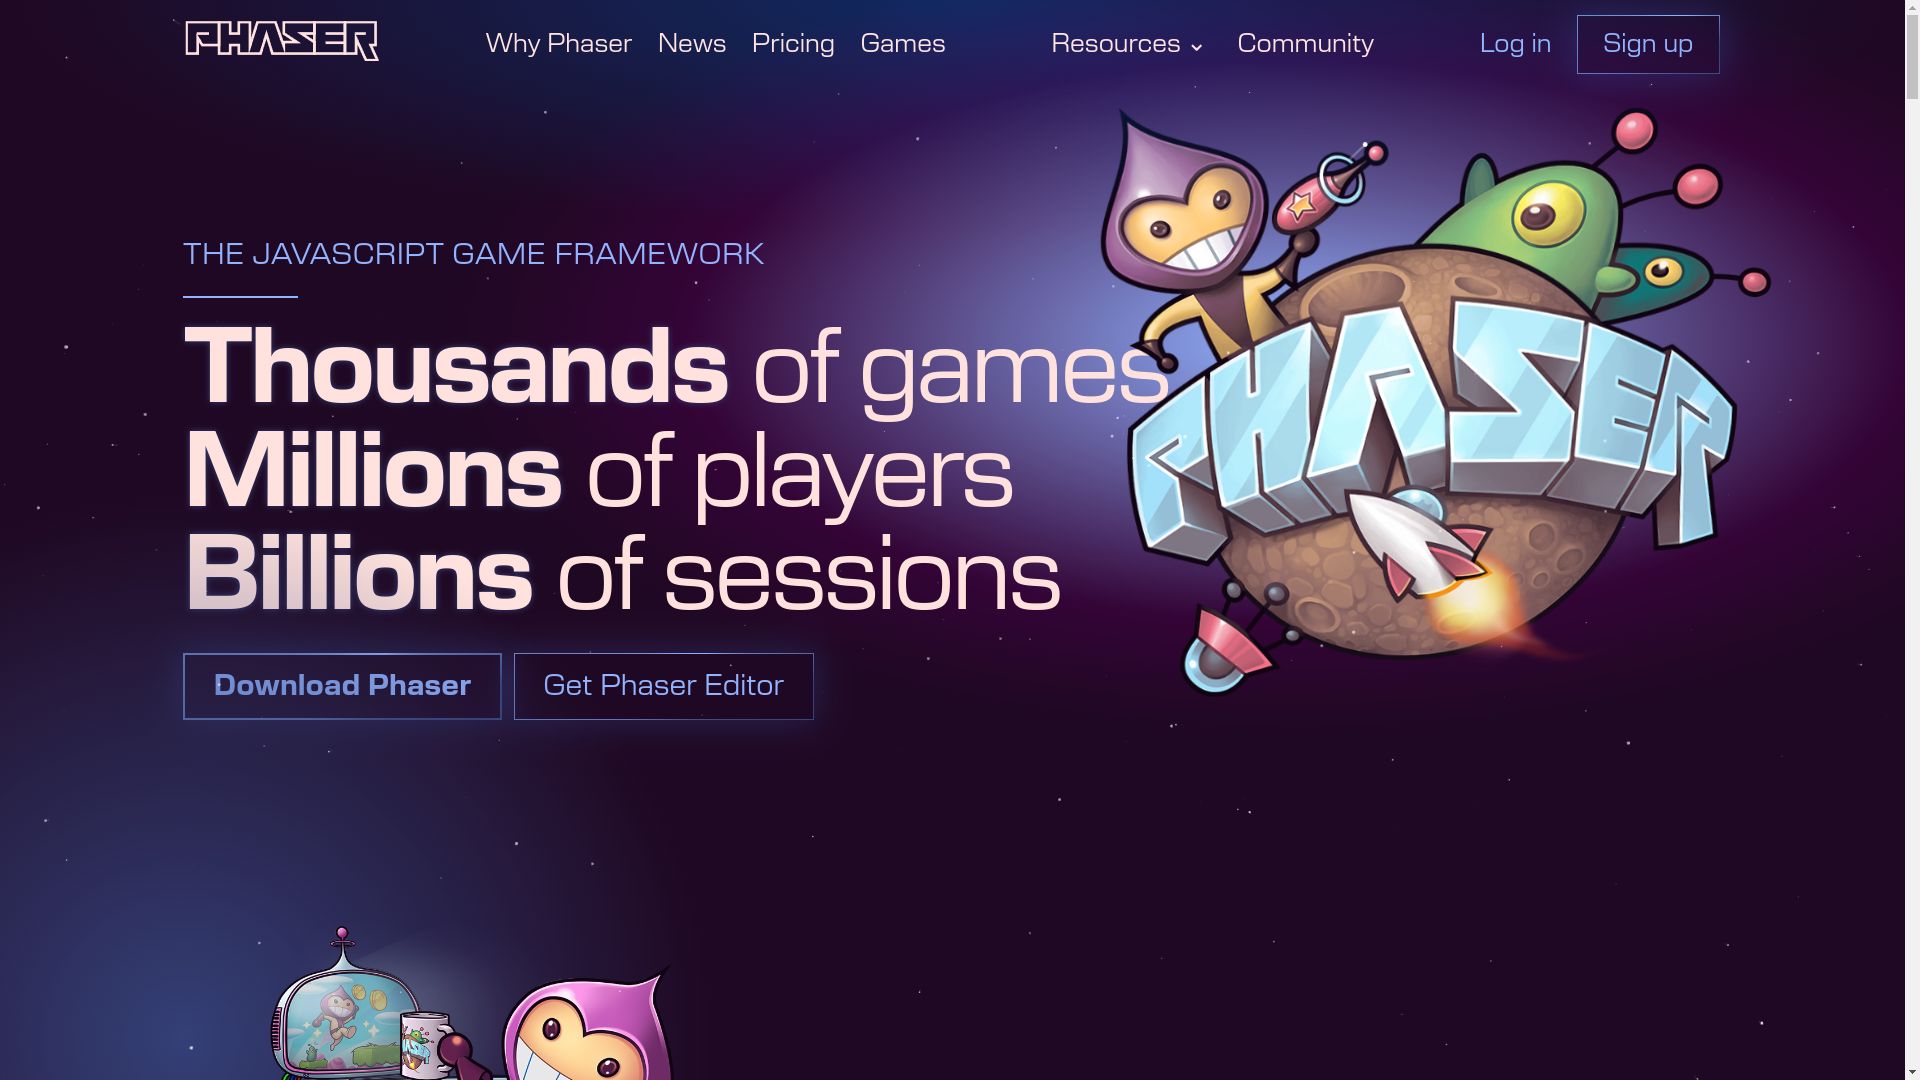 PHASER
Why Phaser News Pricing Games Resources Community Log in Sign up
THE JAVASCRIPT GAME FRAMEWORK
Thousands of games
Millions of players
Billions of sessions
PHASER
Download Phaser Get Phaser Editor